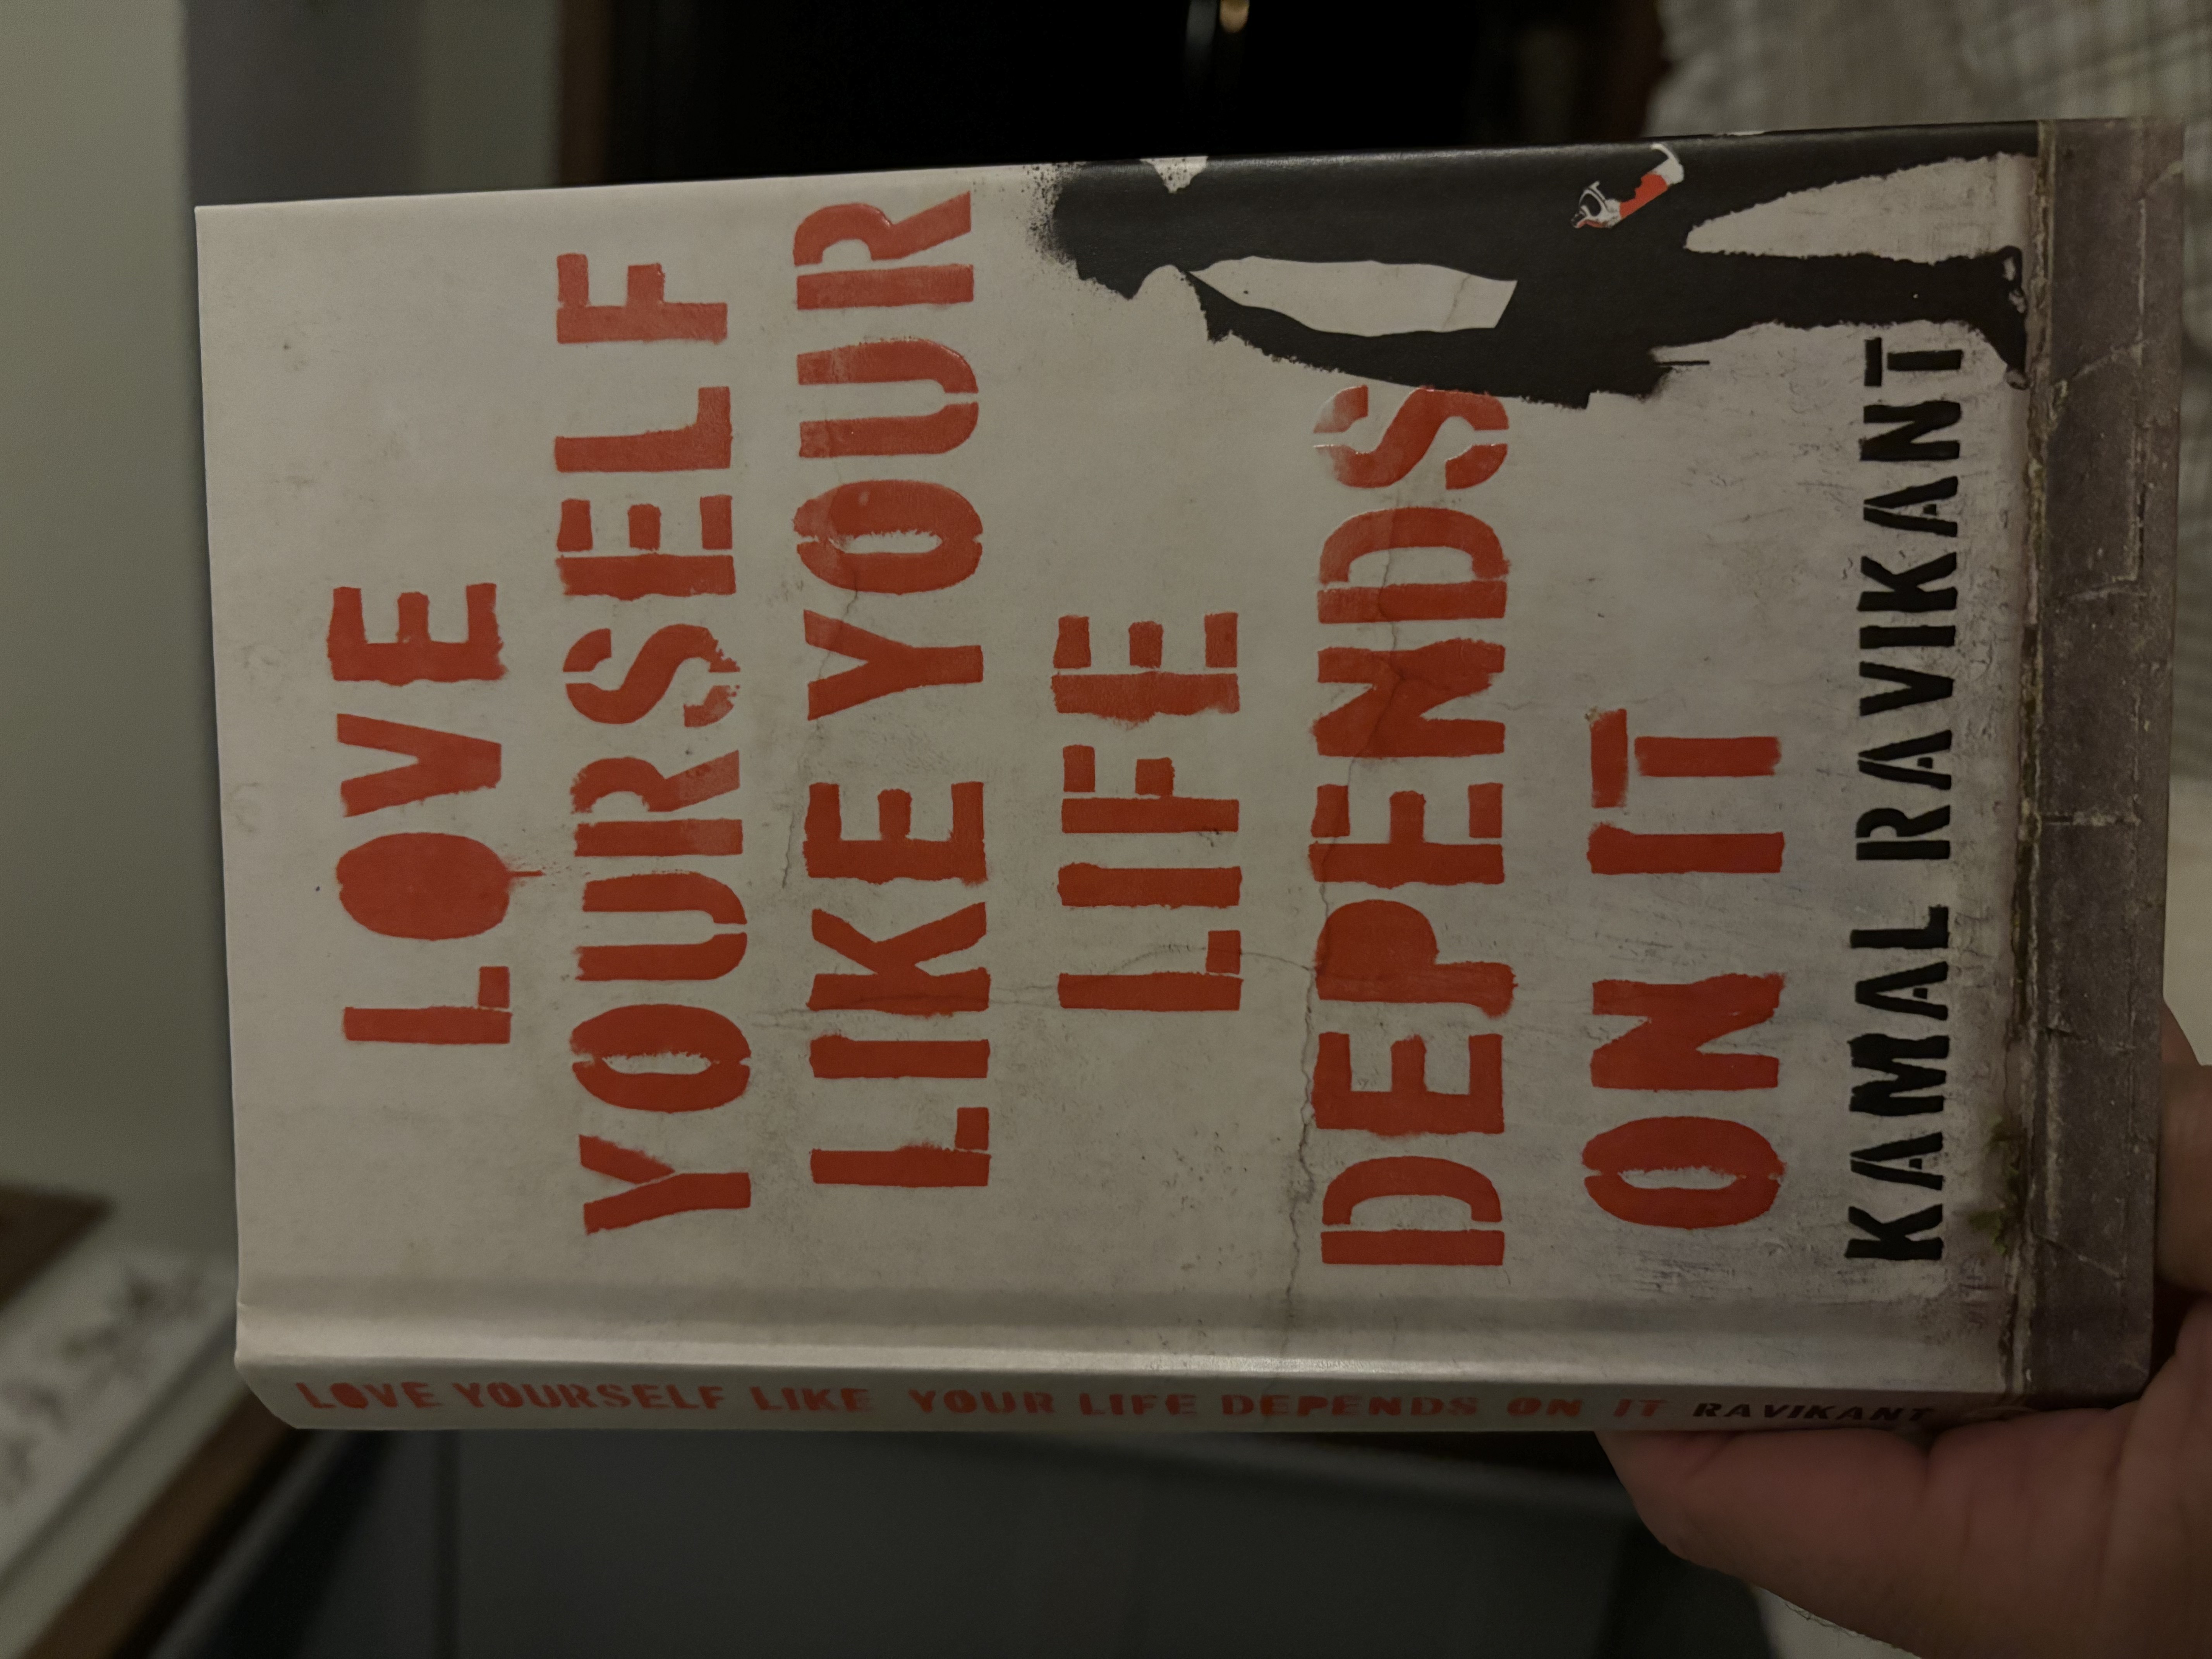 LOVE
YOURSELF
LIKE YOUR
LIFE
DEPENDS
ON IT
KAMAL RAVIKANT
LOVE YOURSELF LIKE YOUR LIFE DEPENDS ON IT RAVIKANT